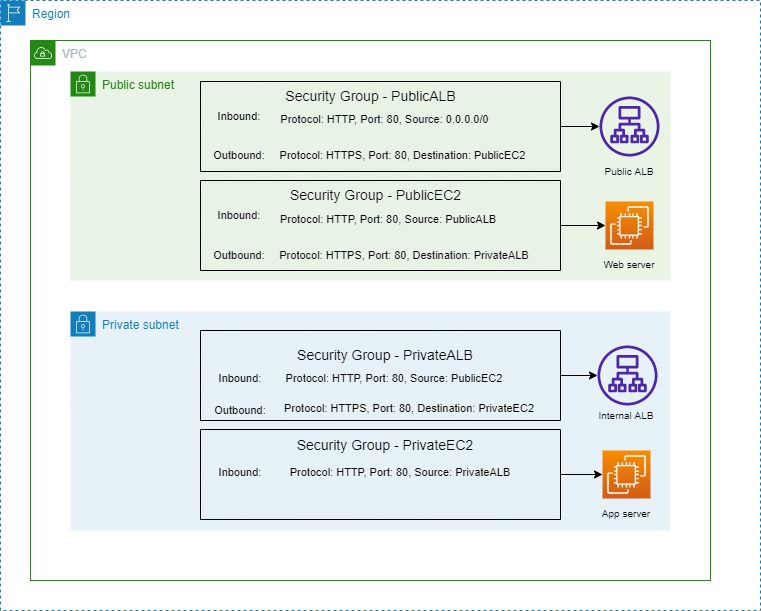 Region
VPC
Public subnet
Security Group - PublicALB
Inbound: Protocol: HTTP, Port: 80, Source: 0.0.0.0/0
Outbound: Protocol: HTTPS, Port: 80, Destination: PublicEC2
Public ALB
Security Group - PublicEC2
Inbound: Protocol: HTTP, Port: 80, Source: PublicALB
Outbound: Protocol: HTTPS, Port: 80, Destination: PrivateALB
Web server
Private subnet
Security Group - PrivateALB
Inbound: Protocol: HTTP, Port: 80, Source: PublicEC2
Outbound: Protocol: HTTPS, Port: 80, Destination: PrivateEC2
Internal ALB
Security Group - PrivateEC2
Inbound: Protocol: HTTP, Port: 80, Source: PrivateALB
App server